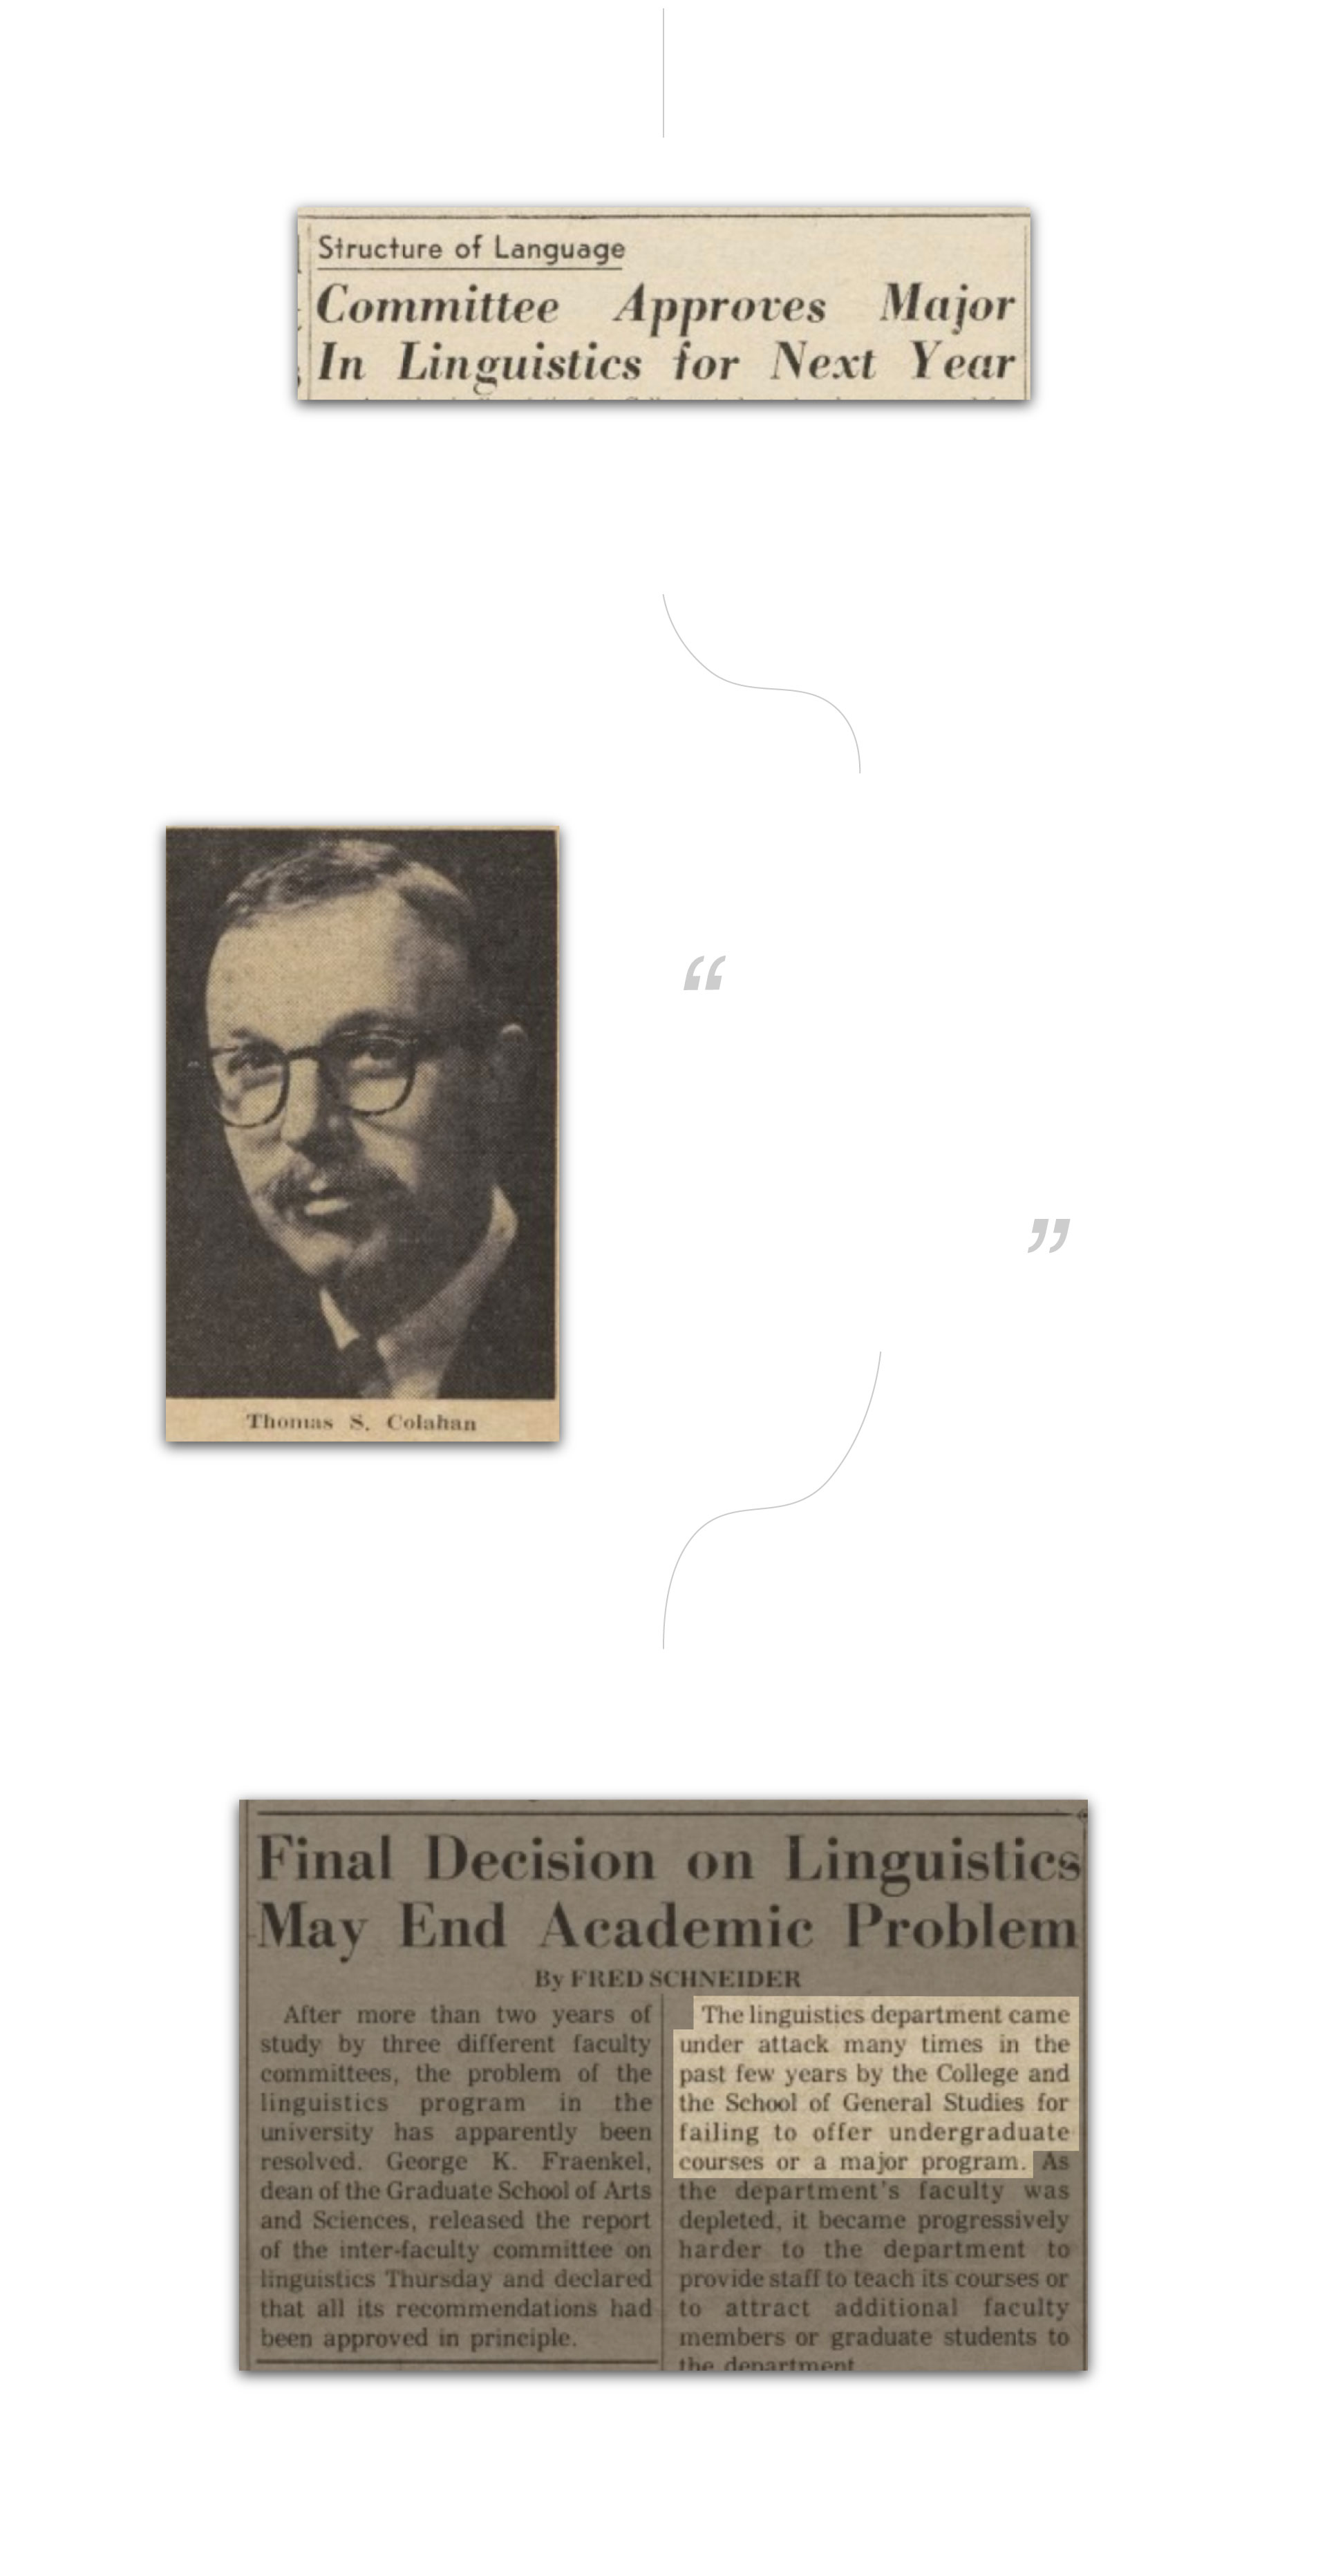 Structure of Language
Committee Approves Major
In Linguistics for Next Year
“
”
Thomas S. Colahan
Final Decision on Linguistics
May End Academic Problem
By FRED SCHNEIDER
After more than two years of
study by three different faculty
committees, the problem of the
linguistics program in the
university has apparently been
resolved. George K. Fraenkel,
dean of the Graduate School of Arts
and Sciences, released the report
of the inter-faculty committee on
linguistics Thursday and declared
that all its recommendations had
been approved in principle.
The linguistics department came
under attack many times in the
past few years by the College and
the School of General Studies for
failing to offer undergraduate
courses or a major program. As
the department's faculty was
depleted, it became progressively
harder to the department to
provide staff to teach its courses or
to attract additional faculty
members or graduate students to
the department